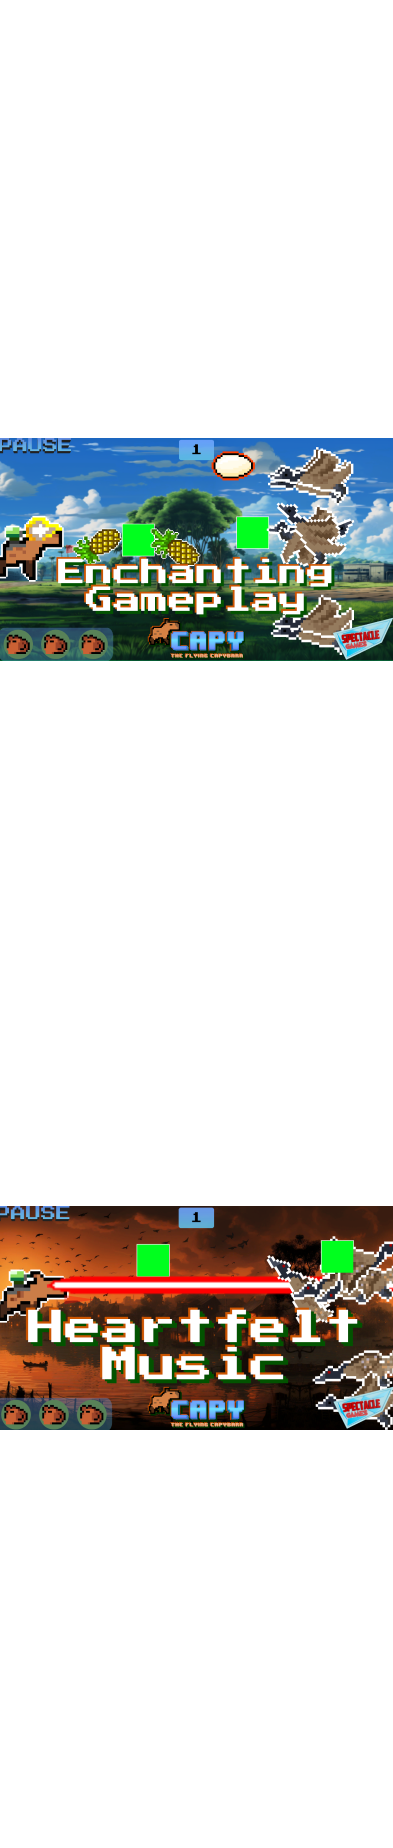 PAUSE
1
Enchanting
Gameplay
CAPY
THE FLYING CAPYBARA
SPECTACLE
GAMES
PAUSE
1
Heartfelt
Music
CAPY
THE FLYING CAPYBARA
SPECTACLE
GAMES